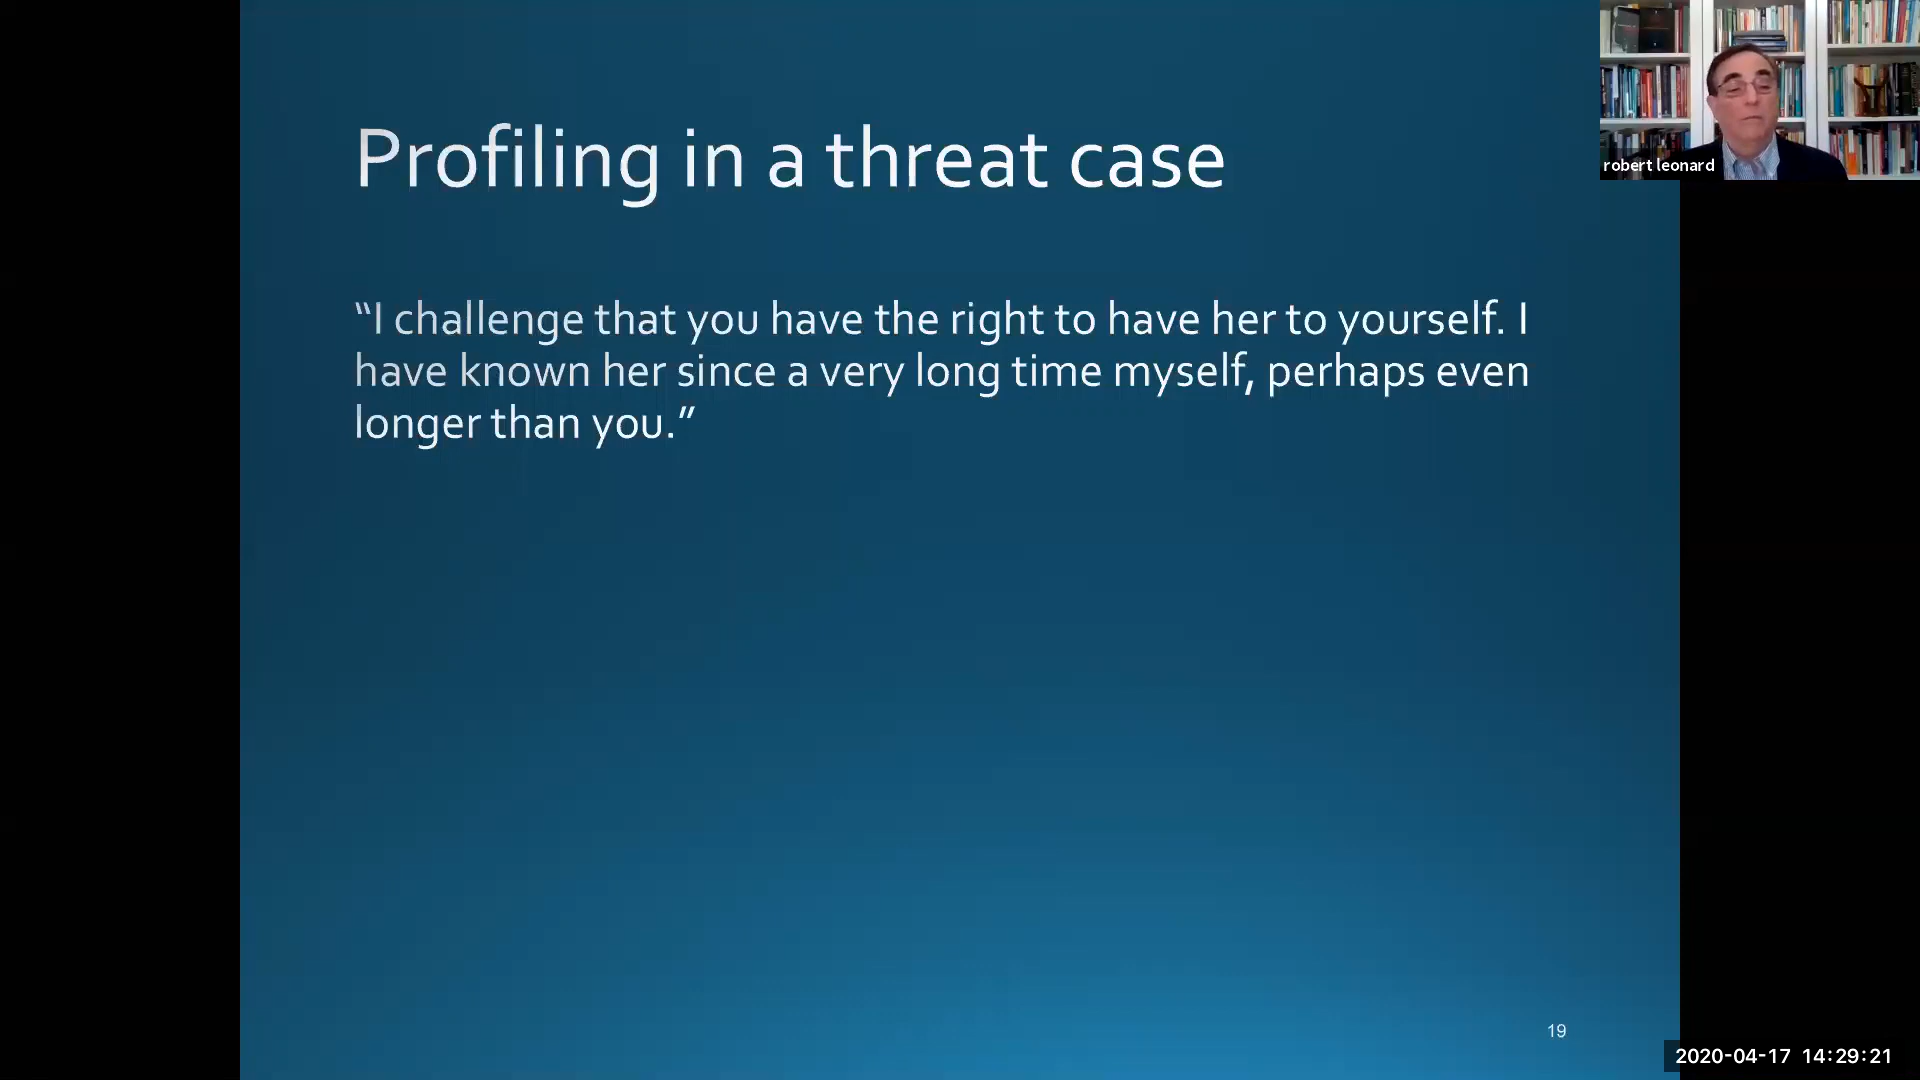 Profiling in a threat case
robert leonard
“I challenge that you have the right to have her to yourself. I
have known her since a very long time myself, perhaps even
longer than you.”
19
2020-04-17 14:29:21